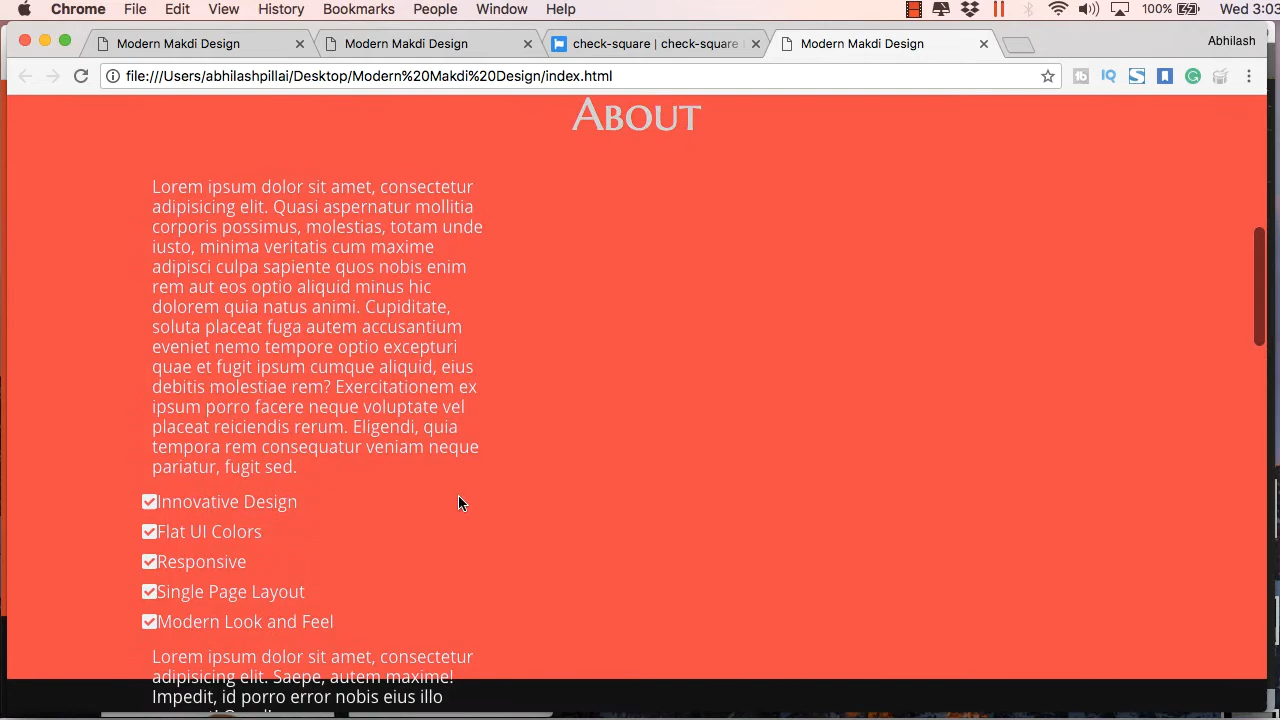 Chrome File Edit View History Bookmarks People Window Help 100% Wed 3:03
Modern Makdi Design Modern Makdi Design check-square | check-square Modern Makdi Design Abhilash
file:///Users/abhilashpillai/Desktop/Modern%20Makdi%20Design/index.html
About
Lorem ipsum dolor sit amet, consectetur
adipisicing elit. Quasi aspernatur mollitia
corporis possimus, molestias, totam unde
iusto, minima veritatis cum maxime
adipisci culpa sapiente quos nobis enim
rem aut eos optio aliquid minus hic
dolorem quia natus animi. Cupiditate,
soluta placeat fuga autem accusantium
eveniet nemo tempore optio excepturi
quae et fugit ipsum cumque aliquid, eius
debitis molestiae rem? Exercitationem ex
ipsum porro facere neque voluptate vel
placeat reiciendis rerum. Eligendi, quia
tempora rem consequatur veniam neque
pariatur, fugit sed.
Innovative Design
Flat UI Colors
Responsive
Single Page Layout
Modern Look and Feel
Lorem ipsum dolor sit amet, consectetur
adipisicing elit. Saepe, autem maxime!
Impedit, id porro error nobis eius illo